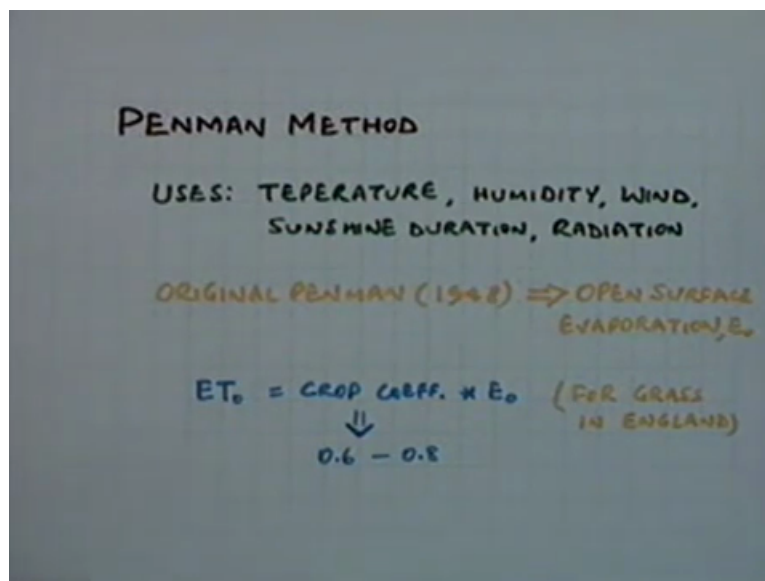 PENMAN METHOD
USES: TEPERATURE, HUMIDITY, WIND,
SUNSHINE DURATION, RADIATION
ORIGINAL PENMAN (1948) ⇒ OPEN SURFACE
EVAPORATION, E₀
ET₀ = CROP COEFF. * E₀ (FOR GRASS
IN ENGLAND)
⇓
0.6 – 0.8